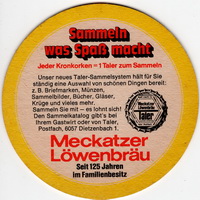 Sammeln
was Spaß macht
Jeder Kronkorken = 1 Taler zum Sammeln
Unser neues Taler-Sammelsystem hält für Sie
ständig eine Auswahl von schönen Dingen bereit:
z. B. Briefmarken, Münzen,
Sammelbilder, Bücher, Gläser,
Krüge und vieles mehr.
Sammeln Sie mit – es lohnt sich!
Den Sammelkatalog gibt's bei
Ihrem Gastwirt oder von Taler,
Postfach, 6057 Dietzenbach 1.
Taler
Meckatzer
Löwenbräu
Seit 125 Jahren
im Familienbesitz